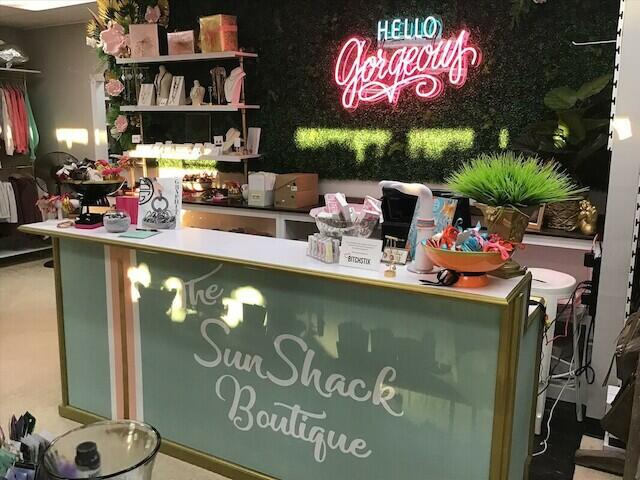 HELLO
Gorgeous
BITCHSTIX
The
SunShack
Boutique